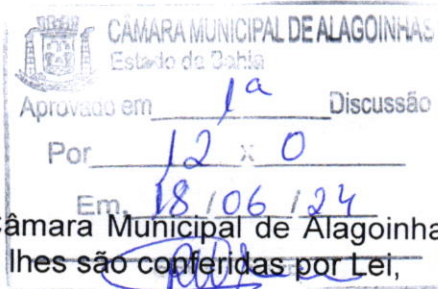 CÂMARA MUNICIPAL DE ALAGOINHAS
Estado da Bahia
Aprovado em 1ª Discussão
Por 12 x 0
Em, 18 / 06 / 24
Câmara Municipal de Alagoinha
lhes são conferidas por Lei,